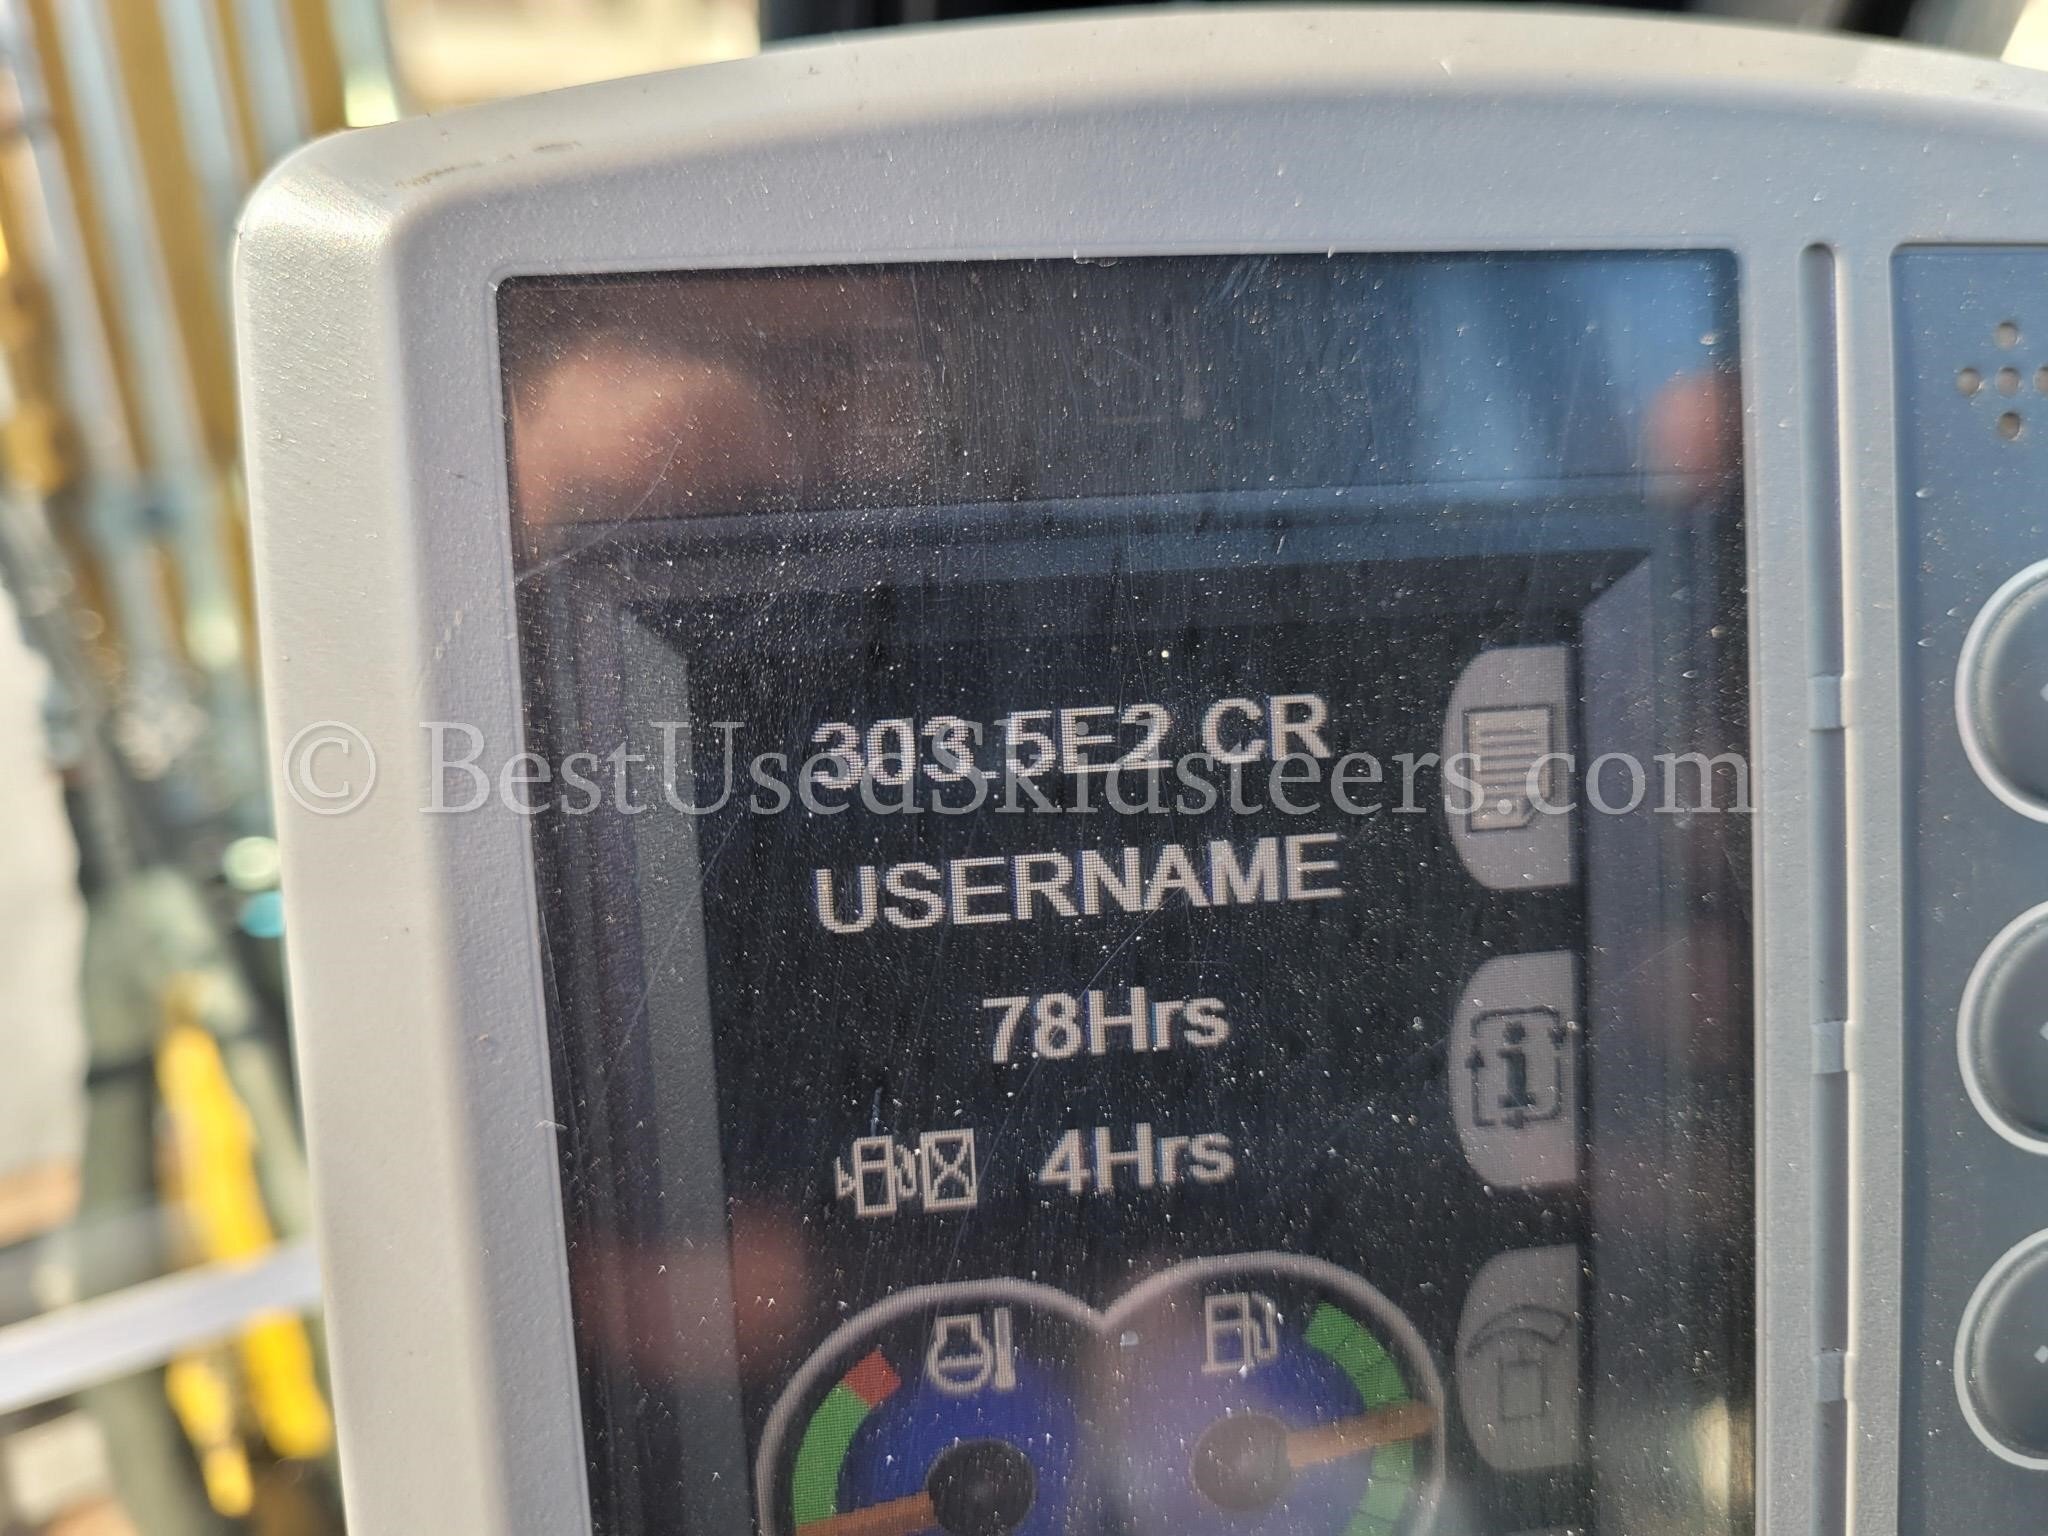 303.5E2 CR
© BestUsedSkidsteers.com
USERNAME
78Hrs
4Hrs